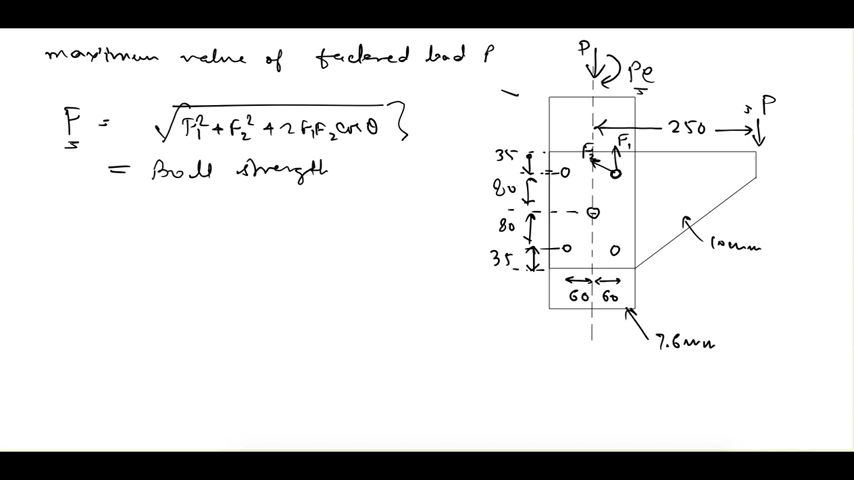 maximum value of factored load P
F = √F₁² + F₂² + 2F₁F₂ cos θ }
= Bolt strength
P
Pe
P
250
F₁
F₂
35
80
80
35
60 60
10mm
7.6mm